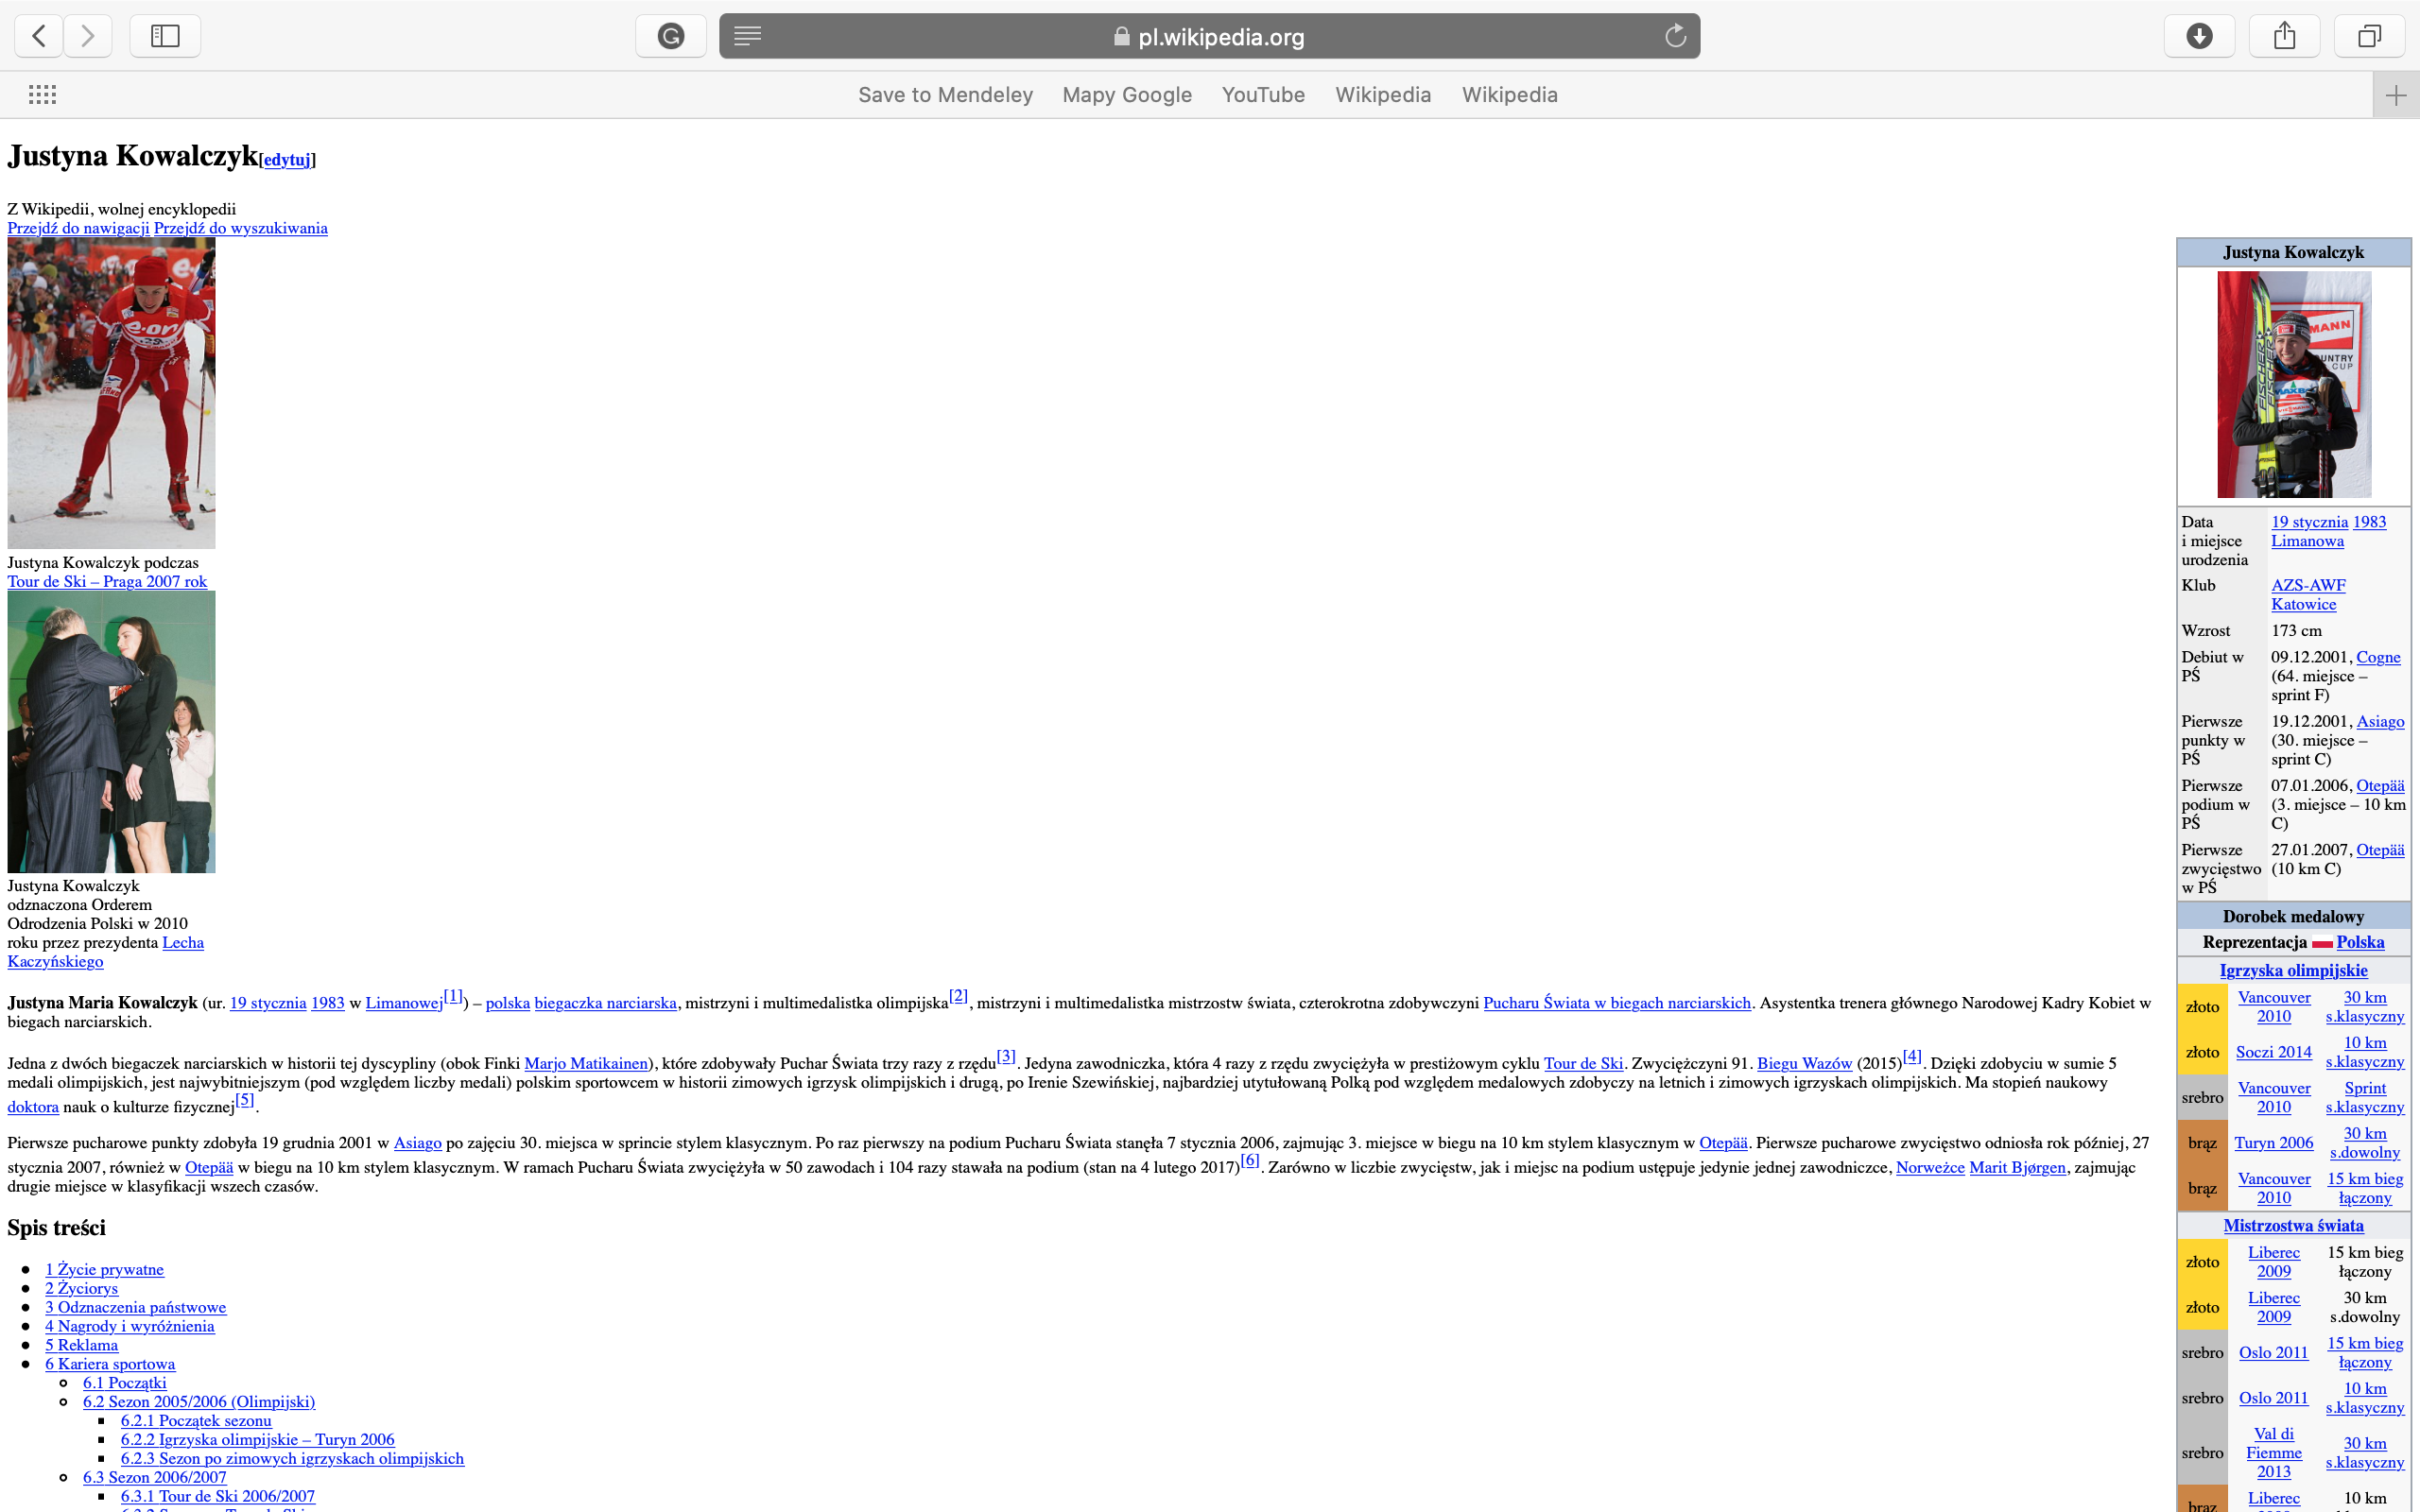 pl.wikipedia.org
Save to Mendeley Mapy Google YouTube Wikipedia Wikipedia
Justyna Kowalczyk[edytuj]
Z Wikipedii, wolnej encyklopedii
Przejdź do nawigacji Przejdź do wyszukiwania
e·on
Justyna Kowalczyk podczas
Tour de Ski – Praga 2007 rok
Justyna Kowalczyk
odznaczona Orderem
Odrodzenia Polski w 2010
roku przez prezydenta Lecha
Kaczyńskiego
Justyna Maria Kowalczyk (ur. 19 stycznia 1983 w Limanowej[1]) – polska biegaczka narciarska, mistrzyni i multimedalistka olimpijska[2], mistrzyni i multimedalistka mistrzostw świata, czterokrotna zdobywczyni Pucharu Świata w biegach narciarskich. Asystentka trenera głównego Narodowej Kadry Kobiet w
biegach narciarskich.
Jedna z dwóch biegaczek narciarskich w historii tej dyscypliny (obok Finki Marjo Matikainen), które zdobywały Puchar Świata trzy razy z rzędu[3]. Jedyna zawodniczka, która 4 razy z rzędu zwyciężyła w prestiżowym cyklu Tour de Ski. Zwyciężczyni 91. Biegu Wazów (2015)[4]. Dzięki zdobyciu w sumie 5
medali olimpijskich, jest najwybitniejszym (pod względem liczby medali) polskim sportowcem w historii zimowych igrzysk olimpijskich i drugą, po Irenie Szewińskiej, najbardziej utytułowaną Polką pod względem medalowych zdobyczy na letnich i zimowych igrzyskach olimpijskich. Ma stopień naukowy
doktora nauk o kulturze fizycznej[5].
Pierwsze pucharowe punkty zdobyła 19 grudnia 2001 w Asiago po zajęciu 30. miejsca w sprincie stylem klasycznym. Po raz pierwszy na podium Pucharu Świata stanęła 7 stycznia 2006, zajmując 3. miejsce w biegu na 10 km stylem klasycznym w Otepää. Pierwsze pucharowe zwycięstwo odniosła rok później, 27
stycznia 2007, również w Otepää w biegu na 10 km stylem klasycznym. W ramach Pucharu Świata zwyciężyła w 50 zawodach i 104 razy stawała na podium (stan na 4 lutego 2017)[6]. Zarówno w liczbie zwycięstw, jak i miejsc na podium ustępuje jedynie jednej zawodniczce, Norweżce Marit Bjørgen, zajmując
drugie miejsce w klasyfikacji wszech czasów.
Spis treści
1 Życie prywatne
2 Życiorys
3 Odznaczenia państwowe
4 Nagrody i wyróżnienia
5 Reklama
6 Kariera sportowa
6.1 Początki
6.2 Sezon 2005/2006 (Olimpijski)
6.2.1 Początek sezonu
6.2.2 Igrzyska olimpijskie – Turyn 2006
6.2.3 Sezon po zimowych igrzyskach olimpijskich
6.3 Sezon 2006/2007
6.3.1 Tour de Ski 2006/2007
Justyna Kowalczyk
FISCHER
FISCHER
MANN
UNTRY
CUP
Data 19 stycznia 1983
i miejsce Limanowa
urodzenia
Klub AZS-AWF
Katowice
Wzrost 173 cm
Debiut w 09.12.2001, Cogne
PŚ (64. miejsce –
sprint F)
Pierwsze 19.12.2001, Asiago
punkty w (30. miejsce –
PŚ sprint C)
Pierwsze 07.01.2006, Otepää
podium w (3. miejsce – 10 km
PŚ C)
Pierwsze 27.01.2007, Otepää
zwycięstwo (10 km C)
w PŚ
Dorobek medalowy
Reprezentacja Polska
Igrzyska olimpijskie
złoto Vancouver 2010 30 km s.klasyczny
złoto Soczi 2014 10 km s.klasyczny
srebro Vancouver 2010 Sprint s.klasyczny
brąz Turyn 2006 30 km s.dowolny
brąz Vancouver 2010 15 km bieg łączony
Mistrzostwa świata
złoto Liberec 2009 15 km bieg łączony
złoto Liberec 2009 30 km s.dowolny
srebro Oslo 2011 15 km bieg łączony
srebro Oslo 2011 10 km s.klasyczny
srebro Val di Fiemme 2013 30 km s.klasyczny
brąz Liberec 10 km